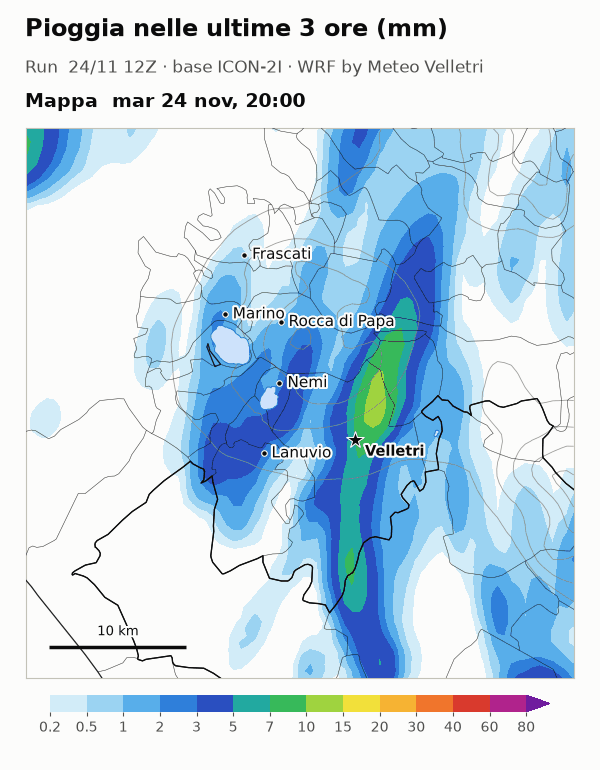 Pioggia nelle ultime 3 ore (mm)
Run  24/11 12Z · base ICON-2I · WRF by Meteo Velletri
Mappa  mar 24 nov, 20:00
Frascati
Marino
Rocca di Papa
Nemi
Velletri
Lanuvio
10 km
0.2 0.5 1 2 3 5 7 10 15 20 30 40 60 80